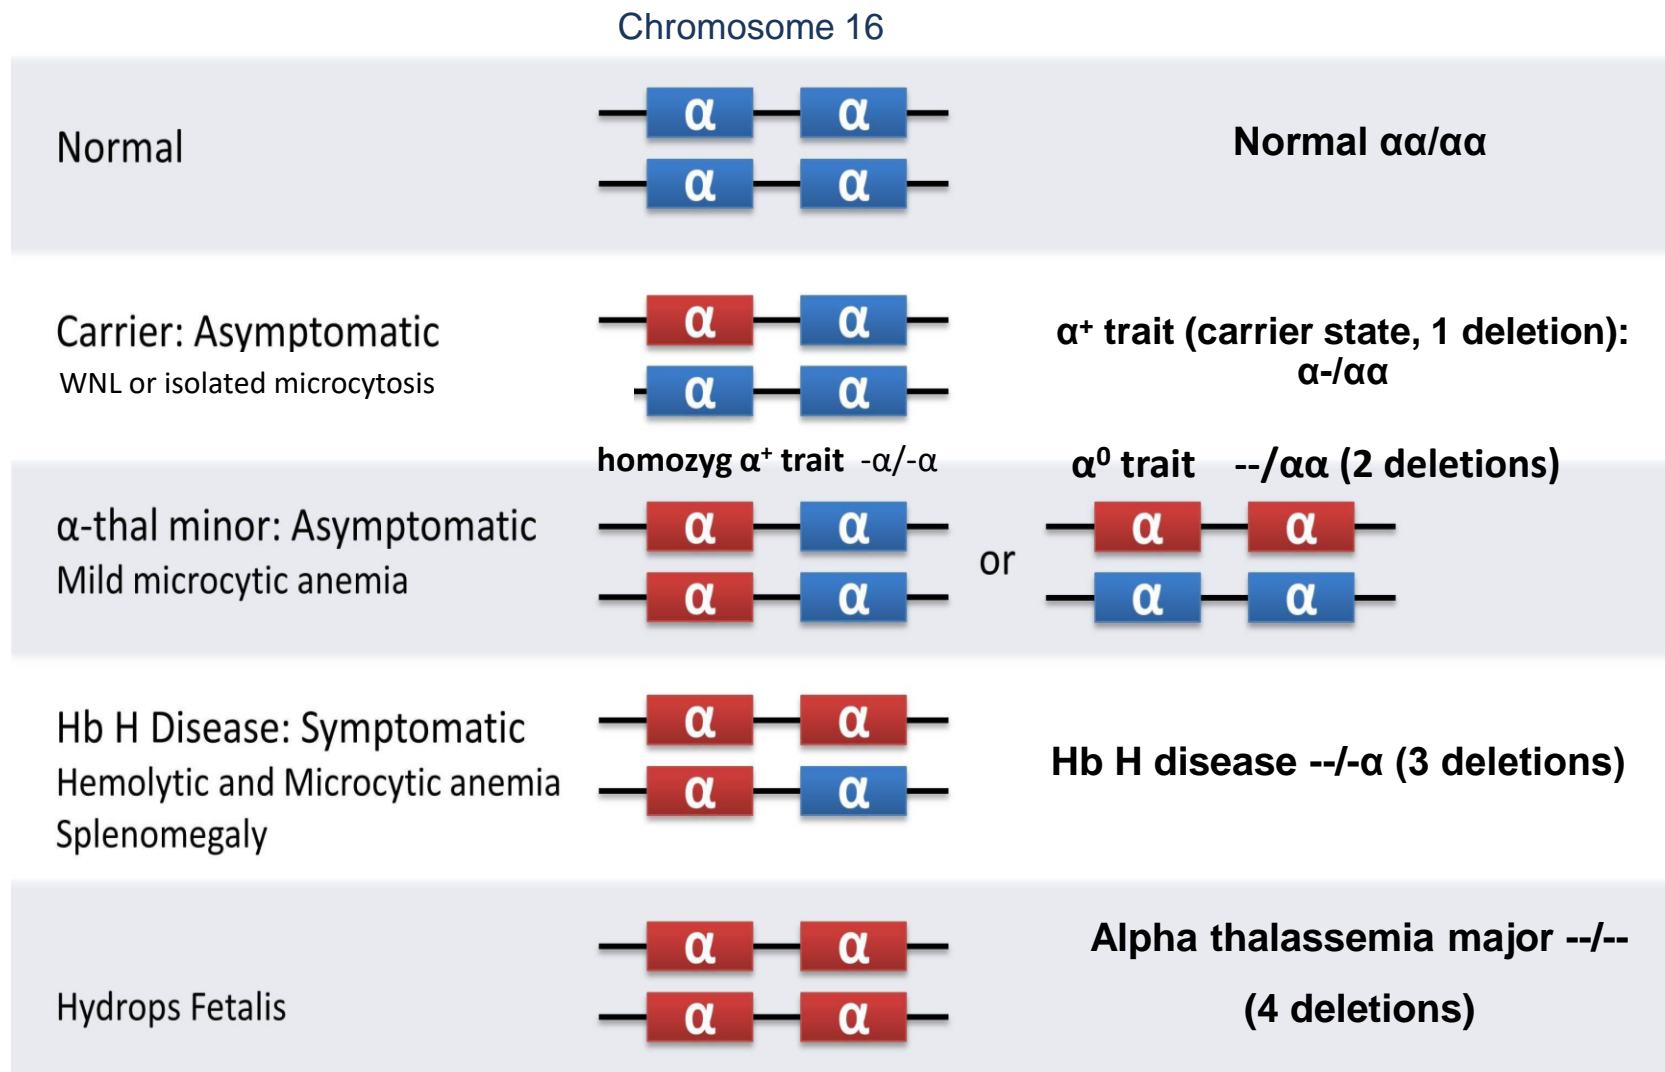 Chromosome 16
Normal
α α
α α
Normal αα/αα
Carrier: Asymptomatic
WNL or isolated microcytosis
α α
α α
α⁺ trait (carrier state, 1 deletion):
α-/αα
homozyg α⁺ trait -α/-α
α⁰ trait --/αα (2 deletions)
α-thal minor: Asymptomatic
Mild microcytic anemia
α α
α α
or
α α
α α
Hb H Disease: Symptomatic
Hemolytic and Microcytic anemia
Splenomegaly
α α
α α
Hb H disease --/-α (3 deletions)
Hydrops Fetalis
α α
α α
Alpha thalassemia major --/--
(4 deletions)